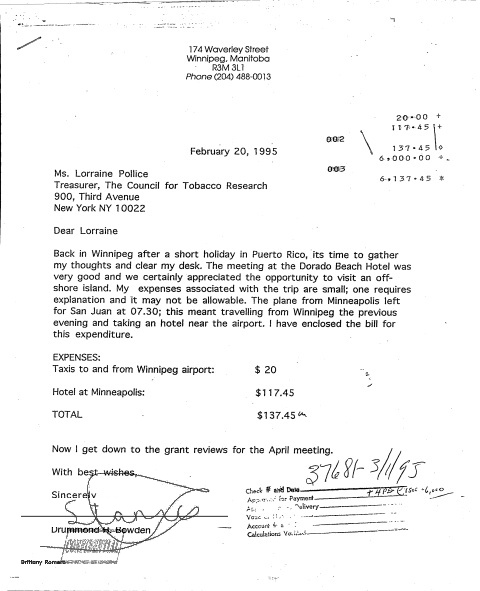 174 Waverley Street
Winnipeg, Manitoba
R3M 3L1
Phone (204) 488-0013
20·00 +
117·45 +
002
137·45 ◊
6,000·00 +
003
6,137·45 *
February 20, 1995
Ms. Lorraine Pollice
Treasurer, The Council for Tobacco Research
900, Third Avenue
New York NY 10022
Dear Lorraine
Back in Winnipeg after a short holiday in Puerto Rico, its time to gather
my thoughts and clear my desk. The meeting at the Dorado Beach Hotel was
very good and we certainly appreciated the opportunity to visit an off-
shore island. My expenses associated with the trip are small; one requires
explanation and it may not be allowable. The plane from Minneapolis left
for San Juan at 07.30; this meant travelling from Winnipeg the previous
evening and taking an hotel near the airport. I have enclosed the bill for
this expenditure.
EXPENSES:
Taxis to and from Winnipeg airport: $ 20
Hotel at Minneapolis: $117.45
TOTAL $137.45
Now I get down to the grant reviews for the April meeting.
With best wishes,
Sincerely
Drummond H. Bowden
37681-3/1/95
Check # and Date
Approved for Payment
Delivery
Account
Calculations
Brittany